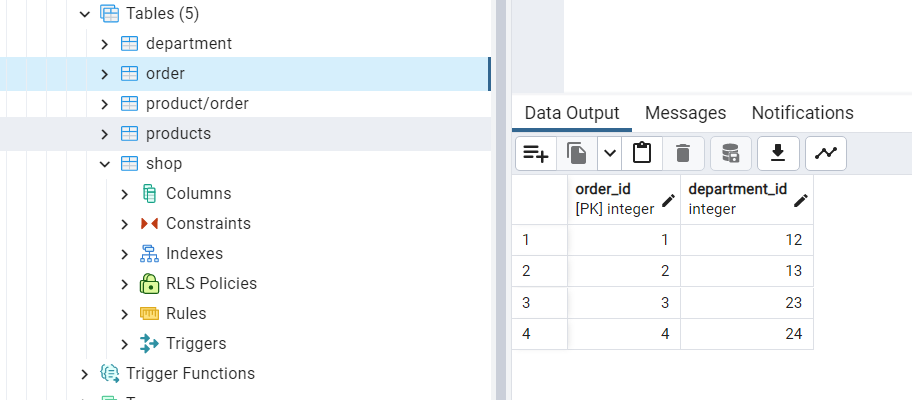 Tables (5)
department
order
product/order
products
shop
Columns
Constraints
Indexes
RLS Policies
Rules
Triggers
Trigger Functions
Data Output Messages Notifications
order_id department_id
[PK] integer integer
1 1 12
2 2 13
3 3 23
4 4 24